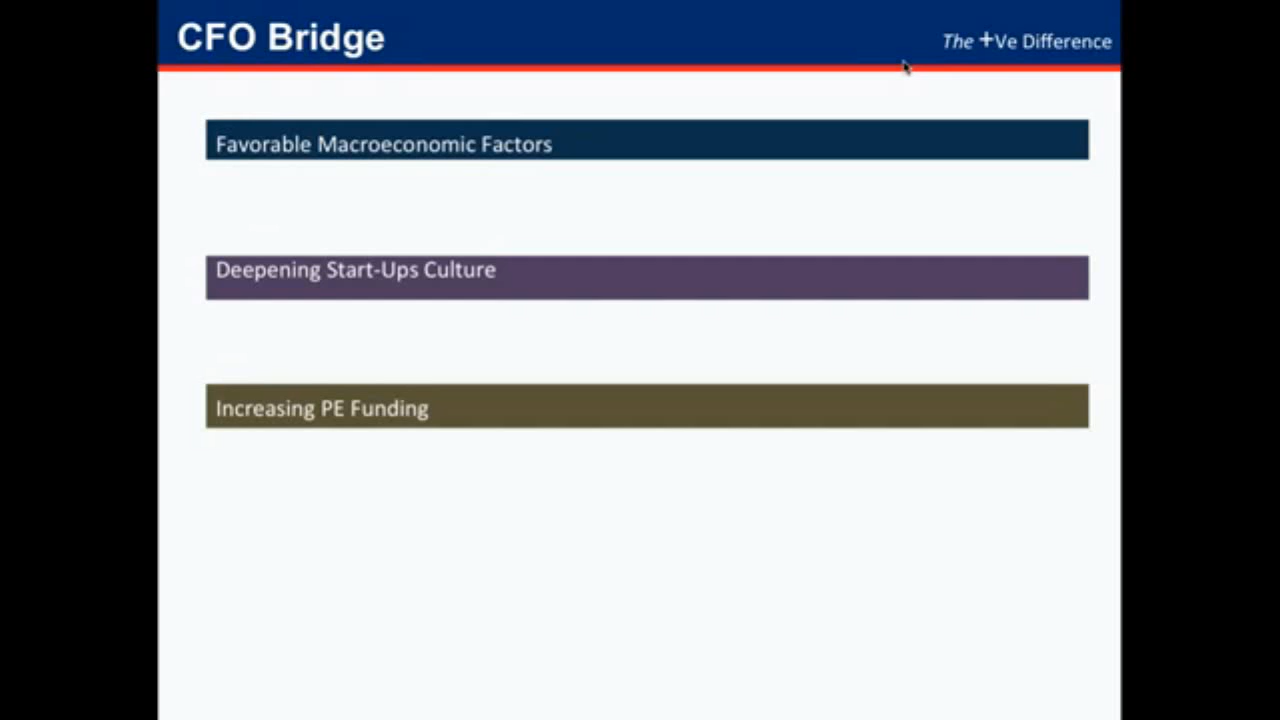 CFO Bridge
The +Ve Difference
Favorable Macroeconomic Factors
Deepening Start-Ups Culture
Increasing PE Funding